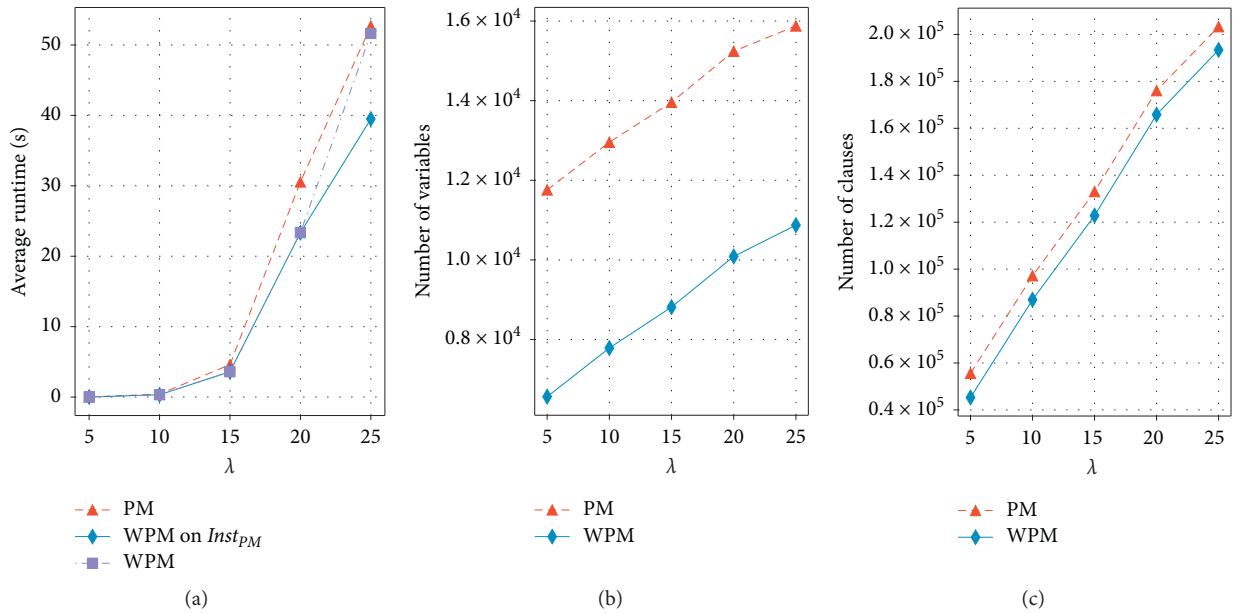 Average runtime (s)
50
40
30
20
10
0
5 10 15 20 25
λ
PM
WPM on Inst_PM
WPM
(a)
Number of variables
1.6 × 10^4
1.4 × 10^4
1.2 × 10^4
1.0 × 10^4
0.8 × 10^4
5 10 15 20 25
λ
PM
WPM
(b)
Number of clauses
2.0 × 10^5
1.8 × 10^5
1.6 × 10^5
1.4 × 10^5
1.2 × 10^5
1.0 × 10^5
0.8 × 10^5
0.6 × 10^5
0.4 × 10^5
5 10 15 20 25
λ
PM
WPM
(c)